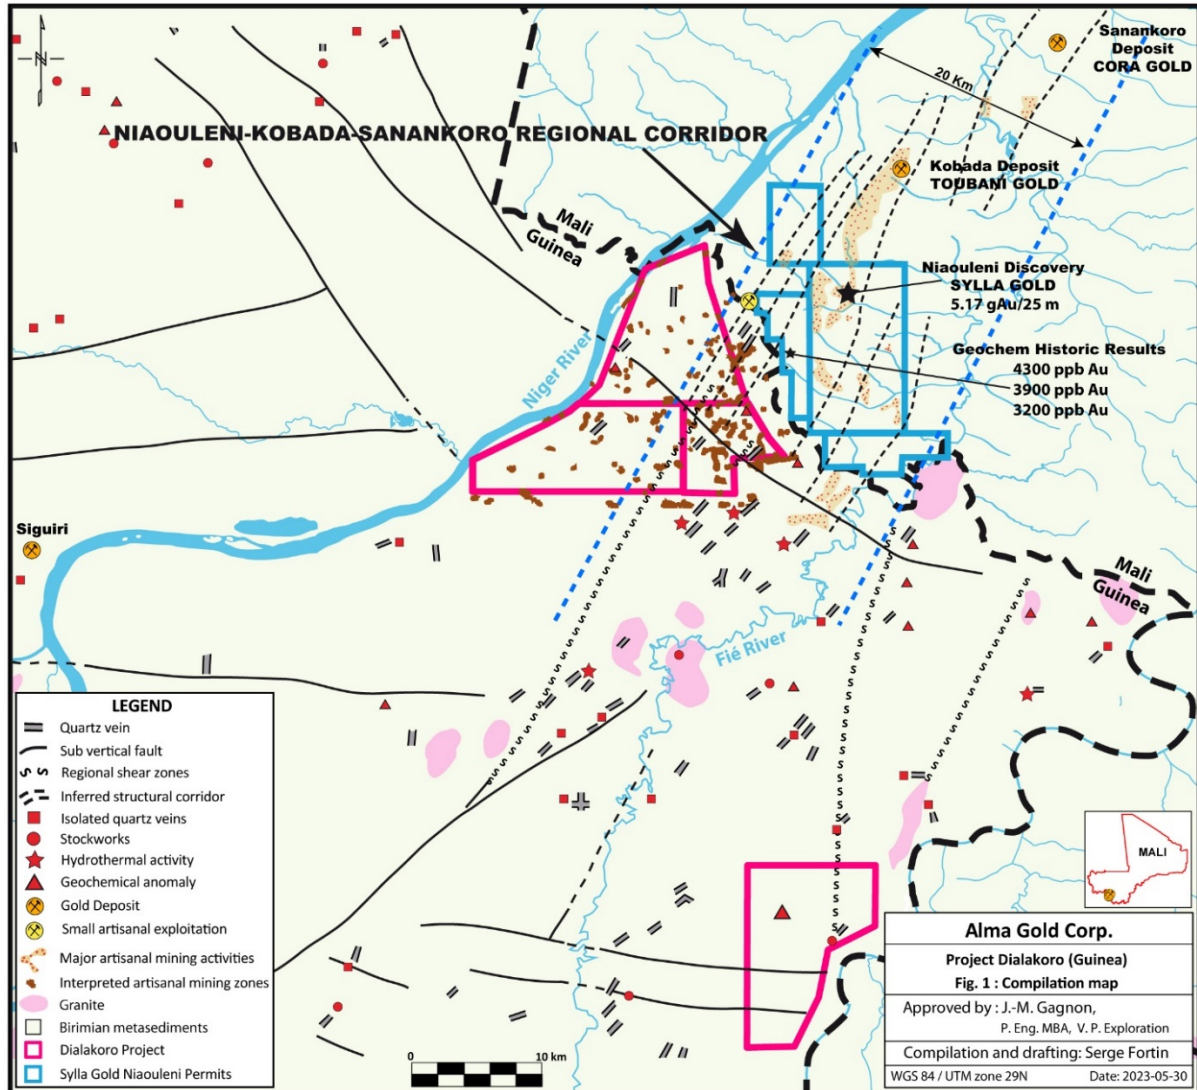 N
Sanankoro
Deposit
CORA GOLD
20 Km
NIAOULENI-KOBADA-SANANKORO REGIONAL CORRIDOR
Kobada Deposit
TOUBANI GOLD
Mali
Guinea
Niaouleni Discovery
SYLLA GOLD
5.17 gAu/25 m
Niger River
Geochem Historic Results
4300 ppb Au
3900 ppb Au
3200 ppb Au
Siguiri
Mali
Guinea
Fié River
LEGEND
Quartz vein
Sub vertical fault
Regional shear zones
Inferred structural corridor
Isolated quartz veins
Stockworks
Hydrothermal activity
Geochemical anomaly
Gold Deposit
Small artisanal exploitation
Major artisanal mining activities
Interpreted artisanal mining zones
Granite
Birimian metasediments
Dialakoro Project
Sylla Gold Niaouleni Permits
0 10 km
MALI
Alma Gold Corp.
Project Dialakoro (Guinea)
Fig. 1 : Compilation map
Approved by : J.-M. Gagnon,
P. Eng. MBA, V. P. Exploration
Compilation and drafting: Serge Fortin
WGS 84 / UTM zone 29N Date: 2023-05-30